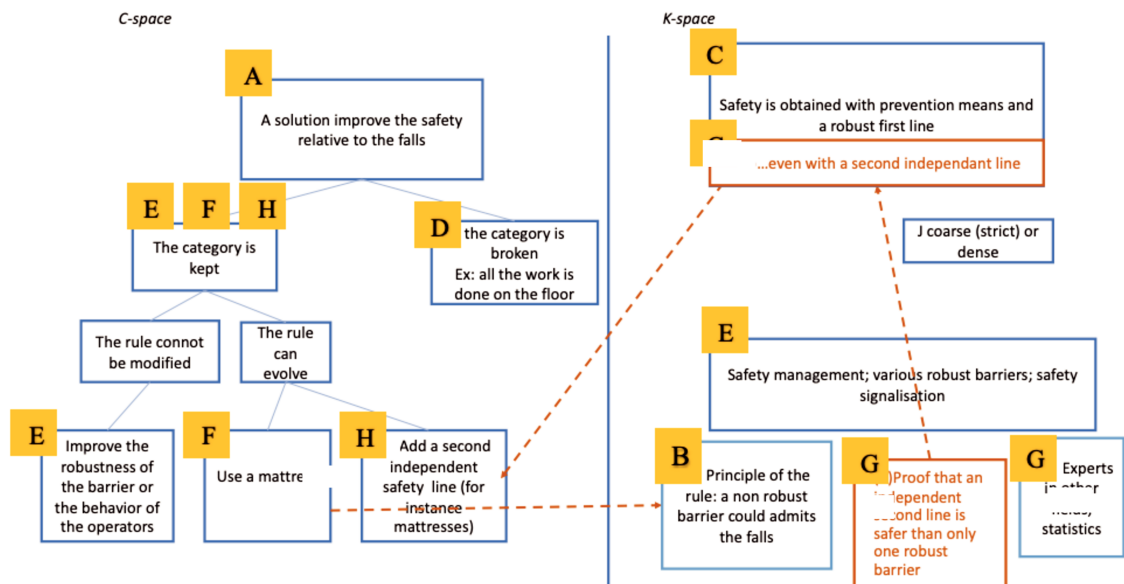 C-space
K-space
A
A solution improve the safety
relative to the falls
E F H
The category is
kept
D
the category is
broken
Ex: all the work is
done on the floor
The rule connot
be modified
The rule
can
evolve
E
Improve the
robustness of
the barrier or
the behavior of
the operators
F
Use a
H
Add a second
independent
safety line (for
instance
mattresses)
C
Safety is obtained with prevention means and
a robust first line
...even with a second independant line
J coarse (strict) or
dense
E
Safety management; various robust barriers; safety
signalisation
B
Principle of the
rule: a non robust
barrier could admits
the falls
G
)Proof that an
independent
second line is
safer than only
one robust
barrier
G
Experts
in other
statistics